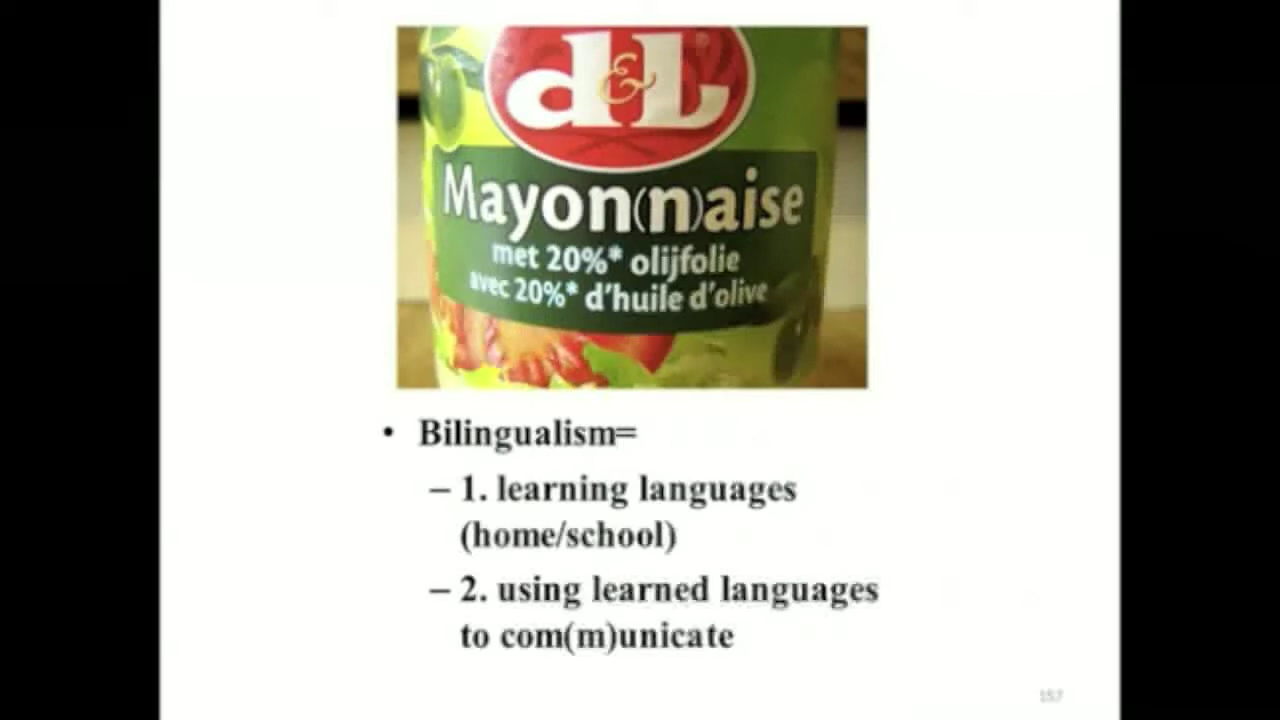 d&L
Mayon(n)aise
met 20%* olijfolie
avec 20%* d'huile d'olive
• Bilingualism=
– 1. learning languages
(home/school)
– 2. using learned languages
to com(m)unicate
157